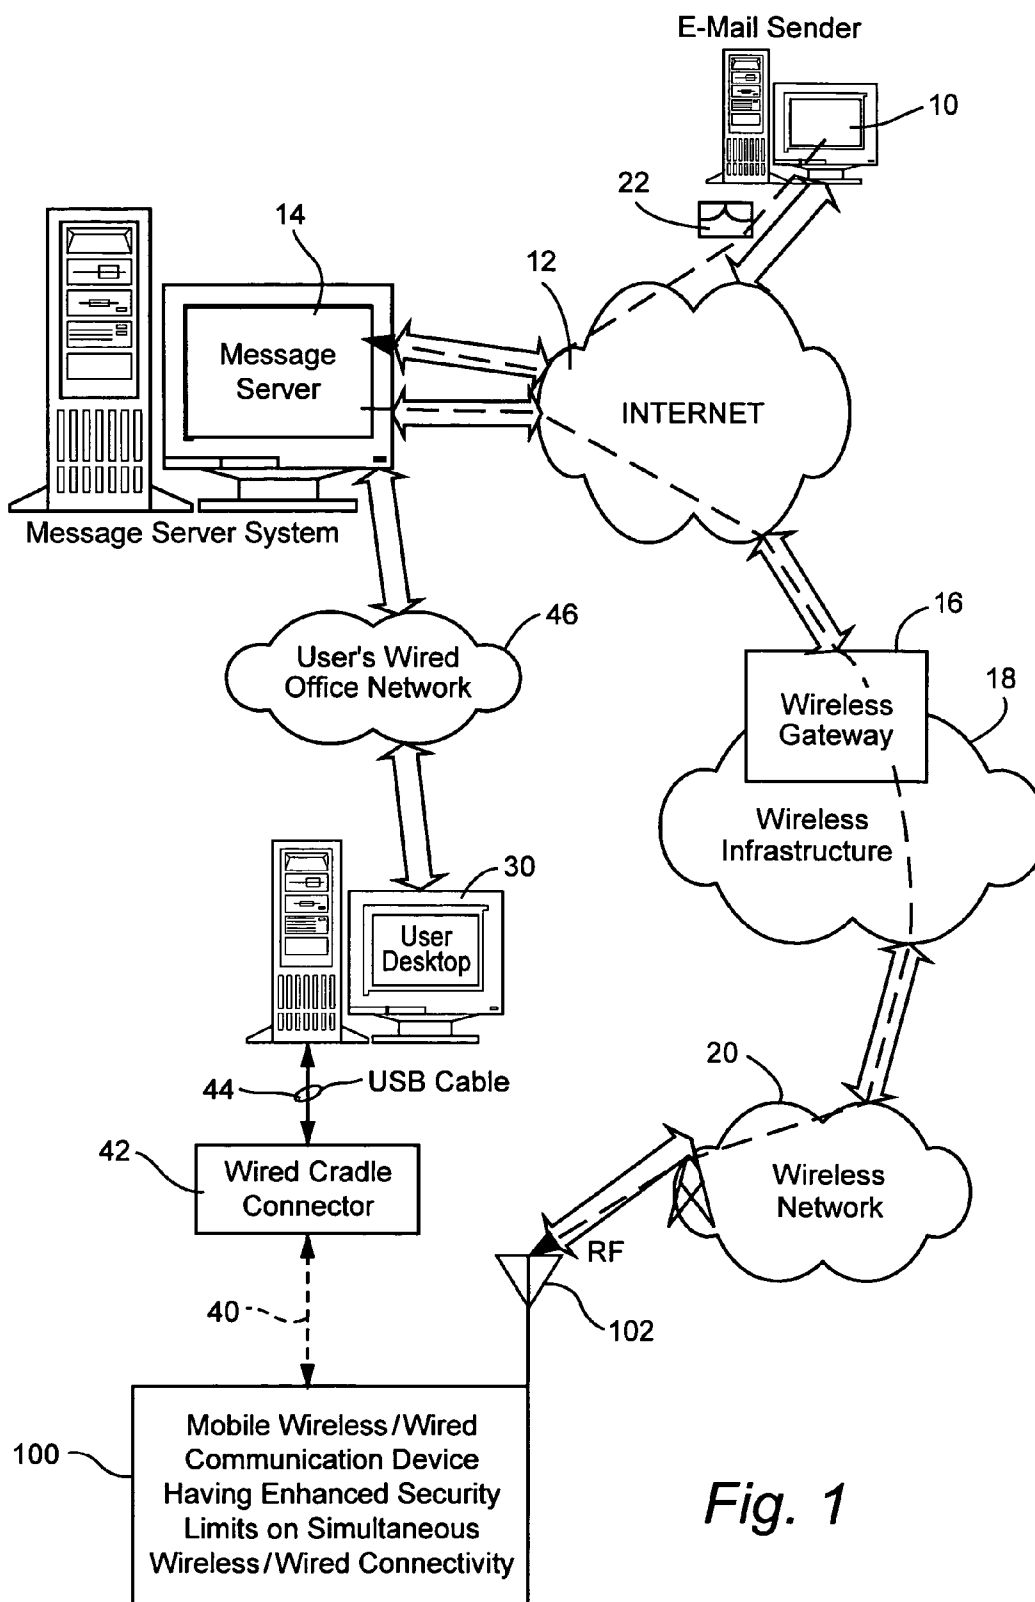 E-Mail Sender
10
22
14
12
Message
Server
INTERNET
Message Server System
46
16
User's Wired
Office Network
18
Wireless
Gateway
Wireless
Infrastructure
30
User
Desktop
20
44
USB Cable
42
Wired Cradle
Connector
Wireless
Network
RF
40
102
100
Mobile Wireless/Wired
Communication Device
Having Enhanced Security
Limits on Simultaneous
Wireless/Wired Connectivity
Fig. 1